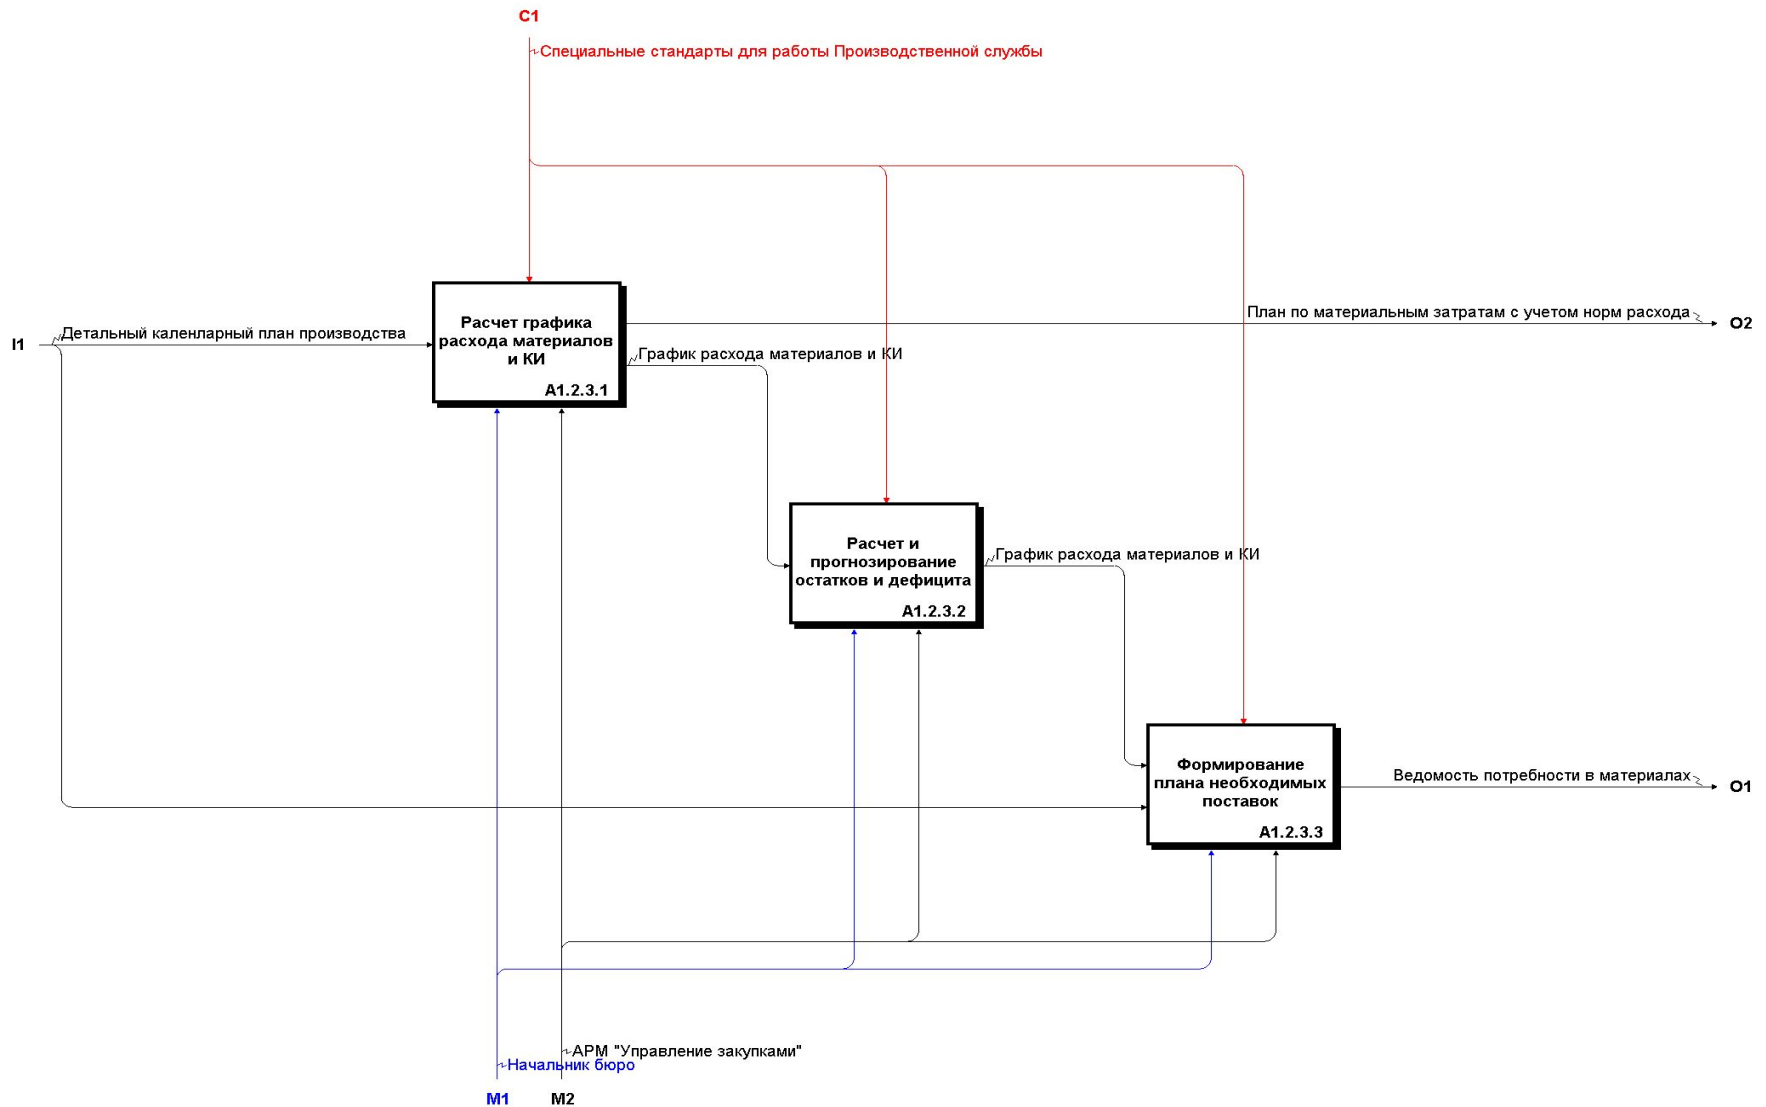 C1
Специальные стандарты для работы Производственной службы
План по материальным затратам с учетом норм расхода
O2
I1
Детальный каленларный план производства
Расчет графика
расхода материалов
и КИ
A1.2.3.1
График расхода материалов и КИ
Расчет и
прогнозирование
остатков и дефицита
A1.2.3.2
График расхода материалов и КИ
Формирование
плана необходимых
поставок
A1.2.3.3
Ведомость потребности в материалах
O1
АРМ "Управление закупками"
Начальник бюро
M1
M2